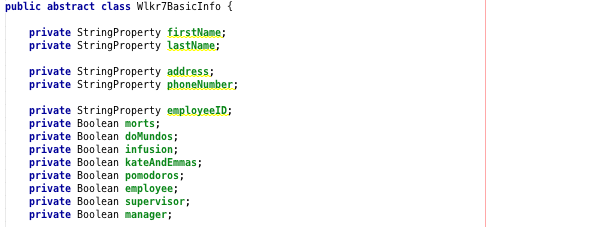 public abstract class Wlkr7BasicInfo {
private StringProperty firstName;
private StringProperty lastName;
private StringProperty address;
private StringProperty phoneNumber;
private StringProperty employeeID;
private Boolean morts;
private Boolean doMundos;
private Boolean infusion;
private Boolean kateAndEmmas;
private Boolean pomodoros;
private Boolean employee;
private Boolean supervisor;
private Boolean manager;